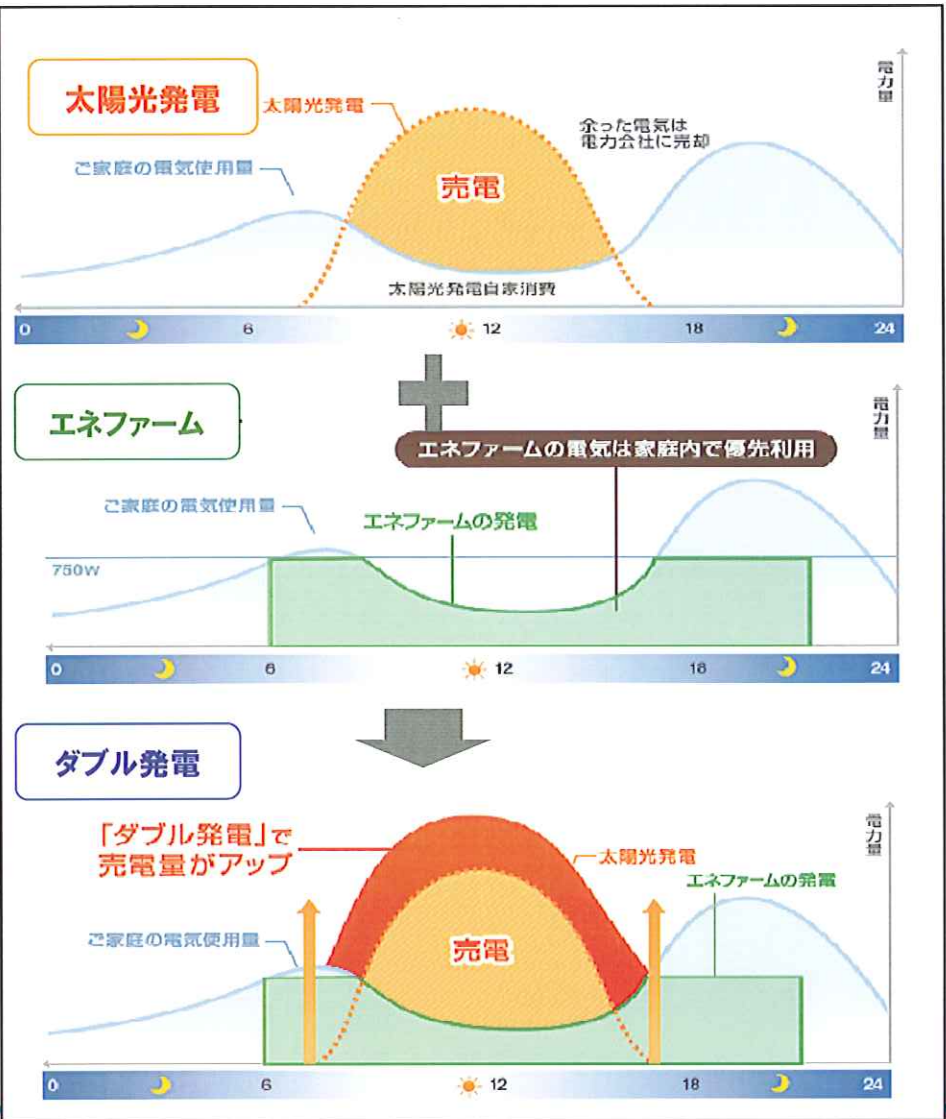 太陽光発電
太陽光発電
電力量
余った電気は
電力会社に売却
ご家庭の電気使用量
売電
太陽光発電自家消費
0 6 12 18 24
エネファーム
電力量
エネファームの電気は家庭内で優先利用
ご家庭の電気使用量
エネファームの発電
750W
0 6 12 18 24
ダブル発電
電力量
「ダブル発電」で
売電量がアップ
太陽光発電
エネファームの発電
ご家庭の電気使用量
売電
0 6 12 18 24